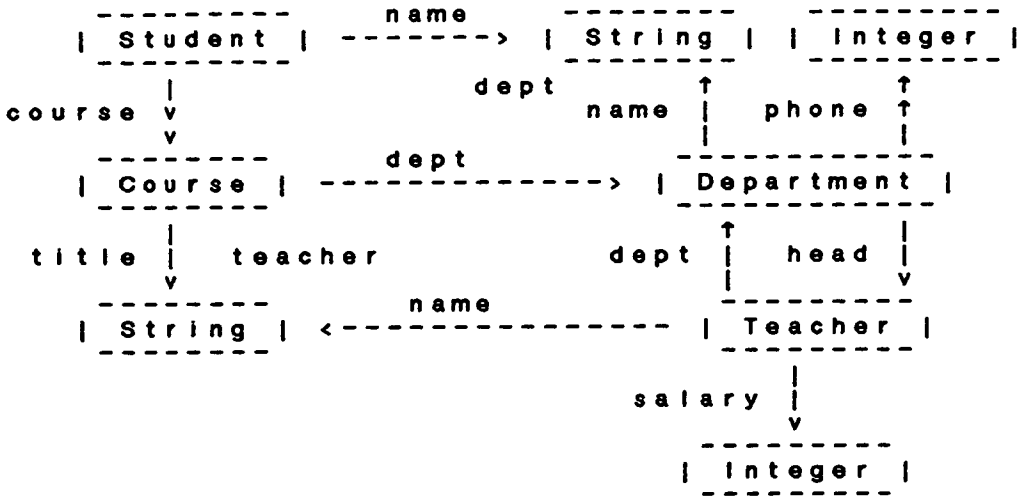 name
| Student | -------> | String | | Integer |
dept
course
name
phone
dept
| Course | -------------> | Department |
title
teacher
dept
head
name
| String | <---------------- | Teacher |
salary
| Integer |